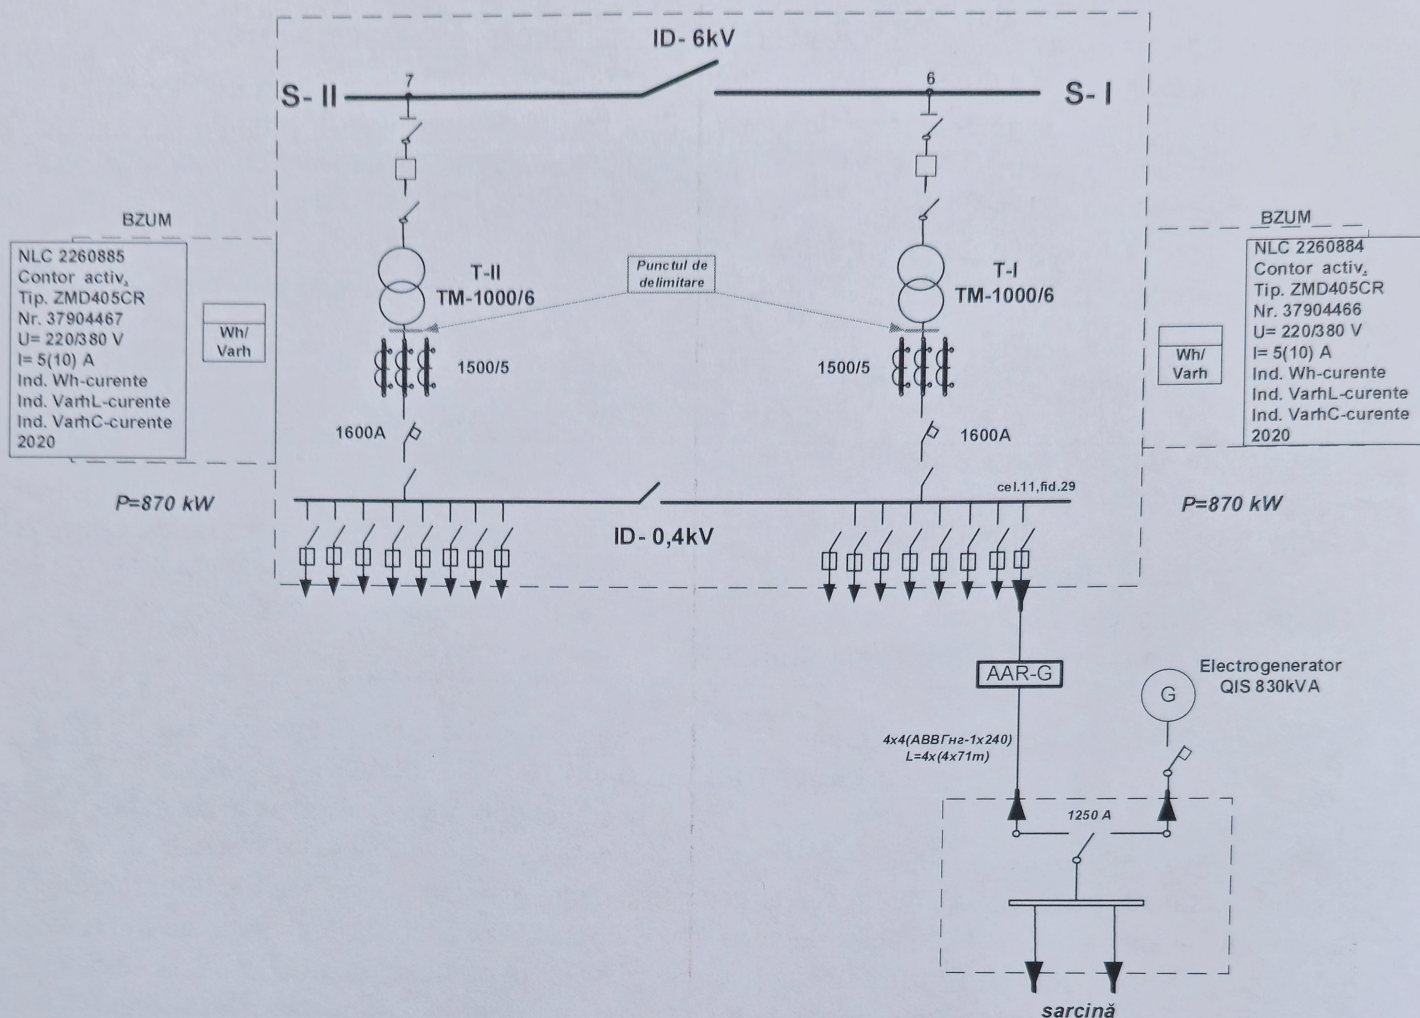 ID- 6kV
7
6
S- II
S- I
BZUM
NLC 2260885
Contor activ,
Tip. ZMD405CR
Nr. 37904467
U= 220/380 V
I= 5(10) A
Ind. Wh-curente
Ind. VarhL-curente
Ind. VarhC-curente
2020
Wh/
Varh
P=870 kW
T-II
TM-1000/6
Punctul de
delimitare
T-I
TM-1000/6
1500/5
1500/5
1600A
1600A
BZUM
NLC 2260884
Contor activ,
Tip. ZMD405CR
Nr. 37904466
U= 220/380 V
I= 5(10) A
Ind. Wh-curente
Ind. VarhL-curente
Ind. VarhC-curente
2020
Wh/
Varh
P=870 kW
cel.11,fid.29
ID- 0,4kV
AAR-G
G
Electrogenerator
QIS 830kVA
4x4(АВВГнг-1x240)
L=4x(4x71m)
1250 A
sarcină